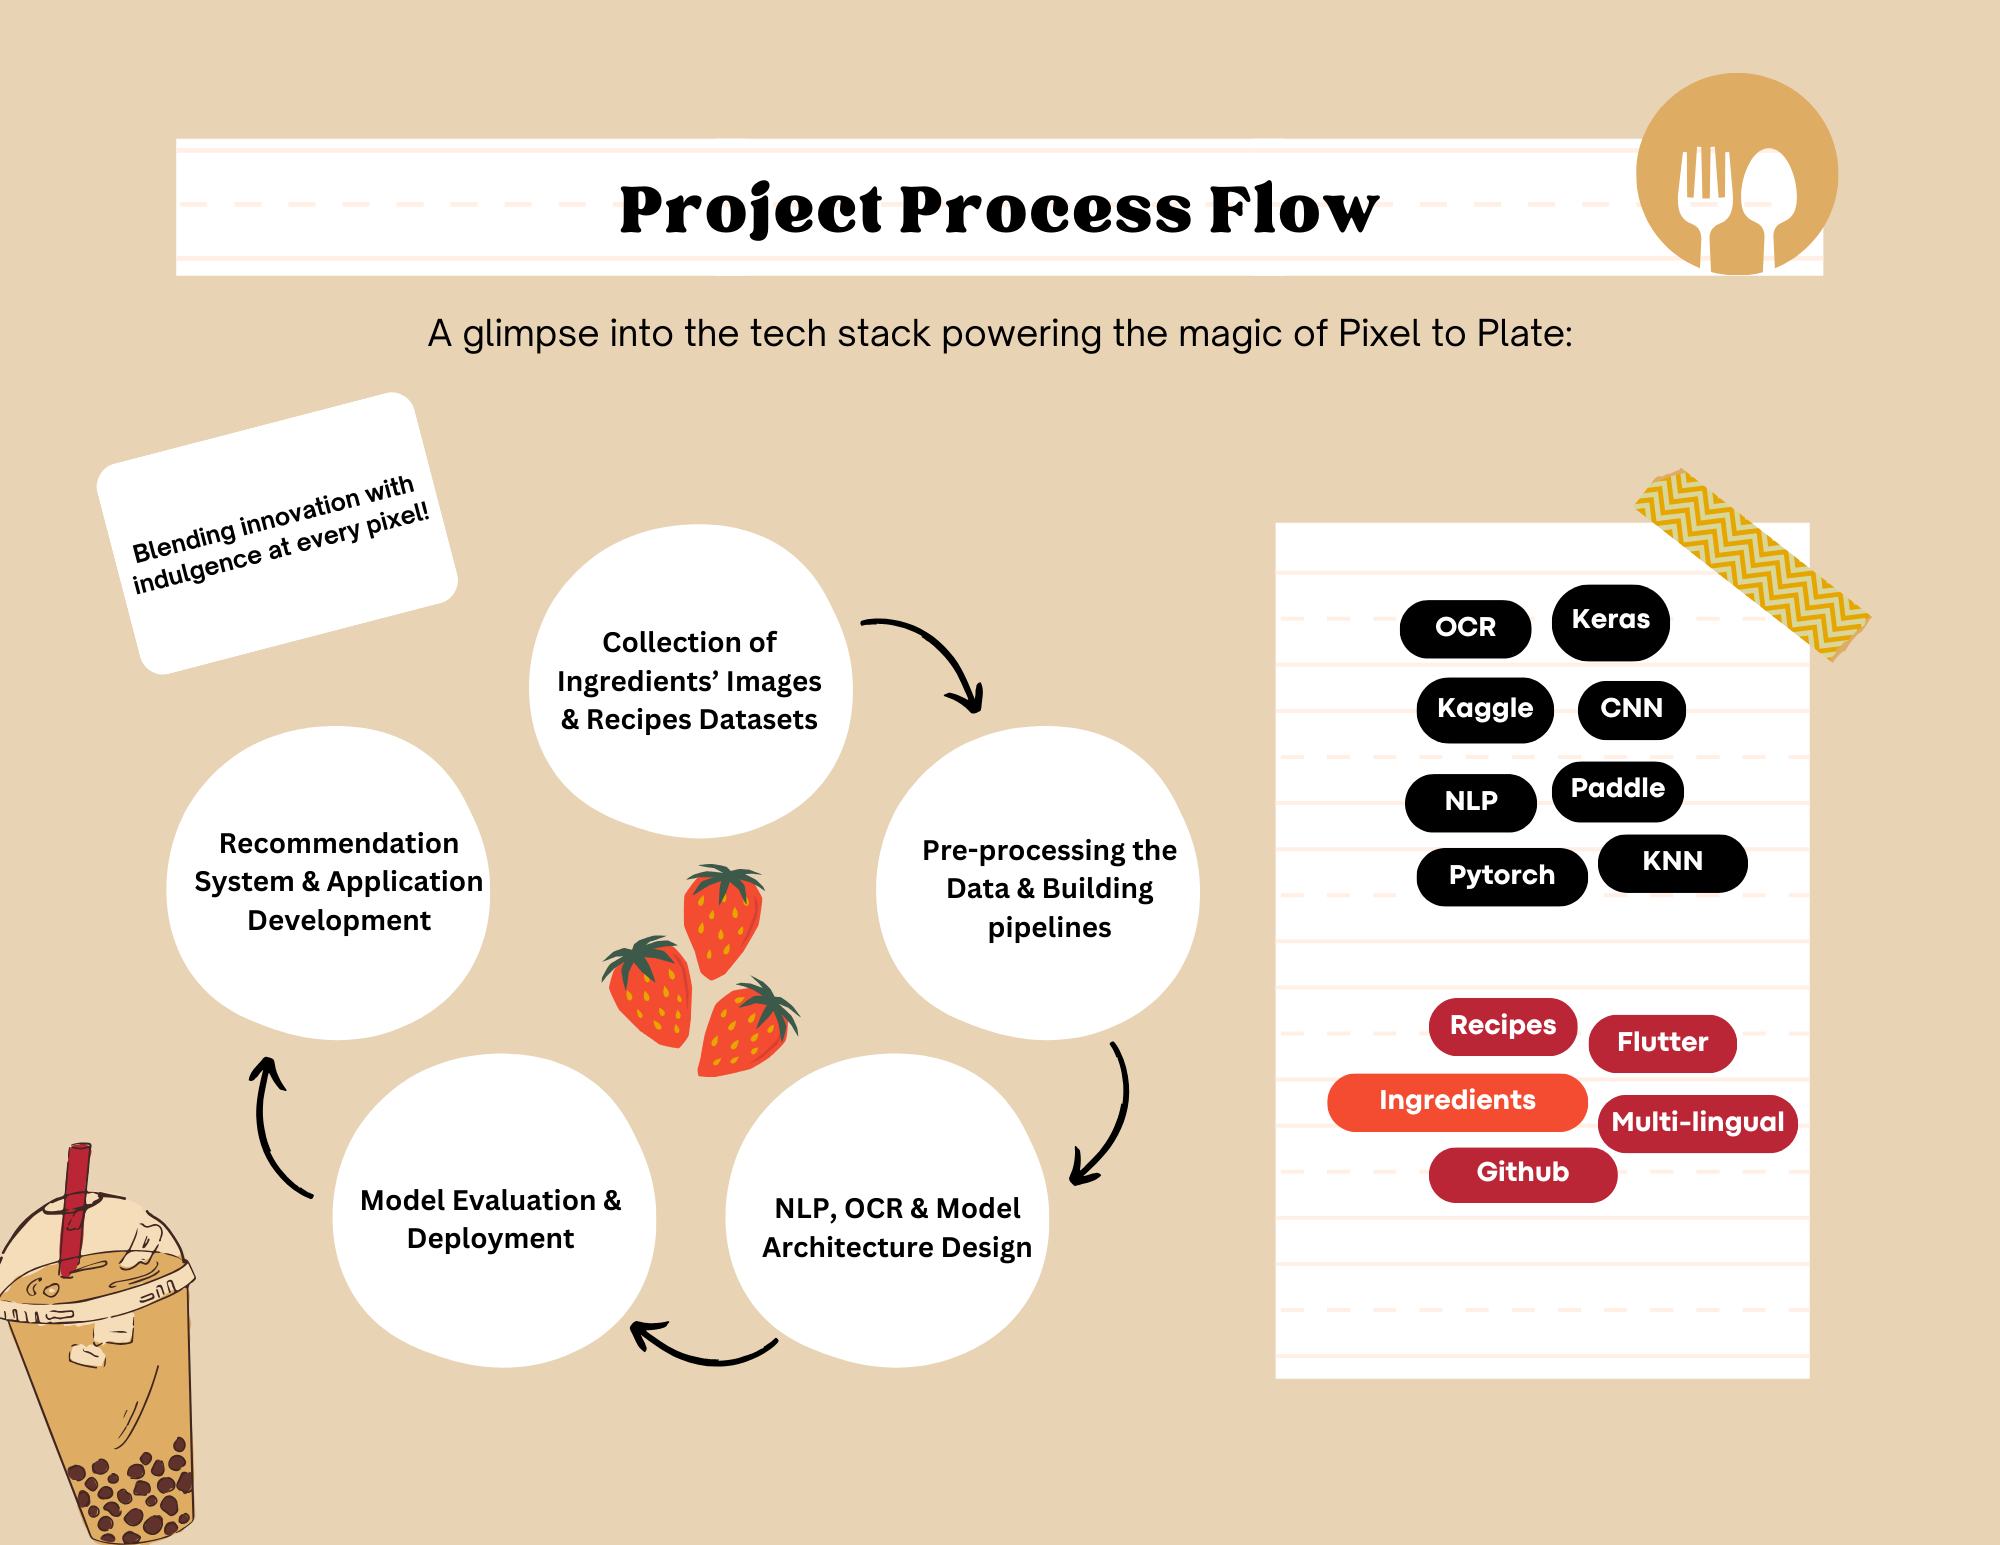 Project Process Flow
A glimpse into the tech stack powering the magic of Pixel to Plate:
Blending innovation with
indulgence at every pixel!
Collection of
Ingredients’ Images
& Recipes Datasets
Pre-processing the
Data & Building
pipelines
NLP, OCR & Model
Architecture Design
Model Evaluation &
Deployment
Recommendation
System & Application
Development
OCR
Keras
Kaggle
CNN
NLP
Paddle
Pytorch
KNN
Recipes
Flutter
Ingredients
Multi-lingual
Github